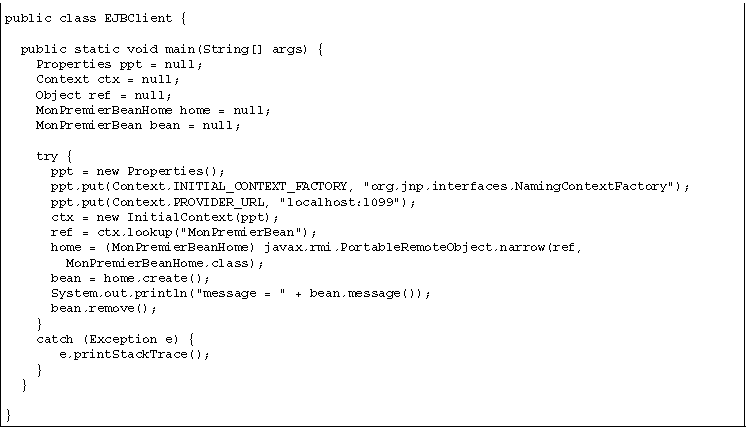 public class EJBClient {
public static void main(String[] args) {
Properties ppt = null;
Context ctx = null;
Object ref = null;
MonPremierBeanHome home = null;
MonPremierBean bean = null;
try {
ppt = new Properties();
ppt.put(Context.INITIAL_CONTEXT_FACTORY, "org.jnp.interfaces.NamingContextFactory");
ppt.put(Context.PROVIDER_URL, "localhost:1099");
ctx = new InitialContext(ppt);
ref = ctx.lookup("MonPremierBean");
home = (MonPremierBeanHome) javax.rmi.PortableRemoteObject.narrow(ref,
MonPremierBeanHome.class);
bean = home.create();
System.out.println("message = " + bean.message());
bean.remove();
}
catch (Exception e) {
e.printStackTrace();
}
}
}